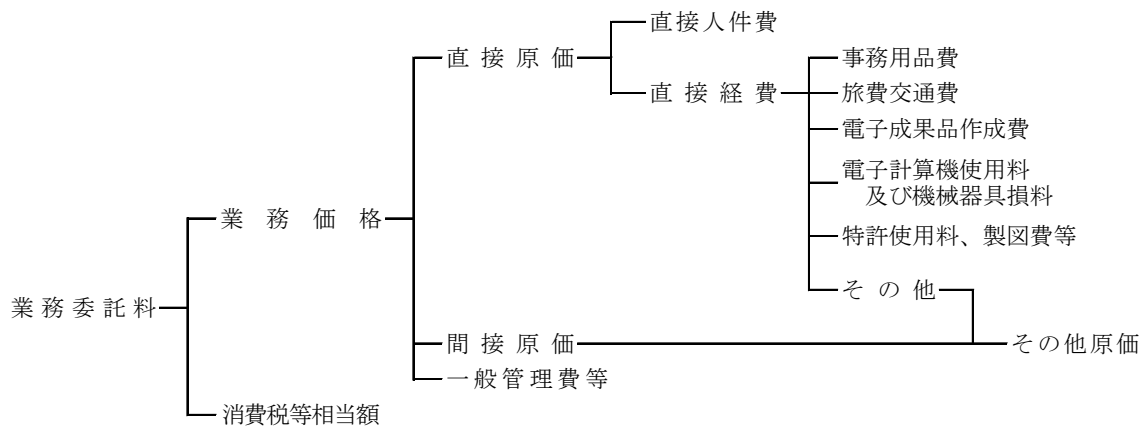 直接人件費
直接原価
事務用品費
直接経費
旅費交通費
電子成果品作成費
電子計算機使用料
及び機械器具損料
業務価格
特許使用料、製図費等
その他
業務委託料
間接原価
その他原価
一般管理費等
消費税等相当額